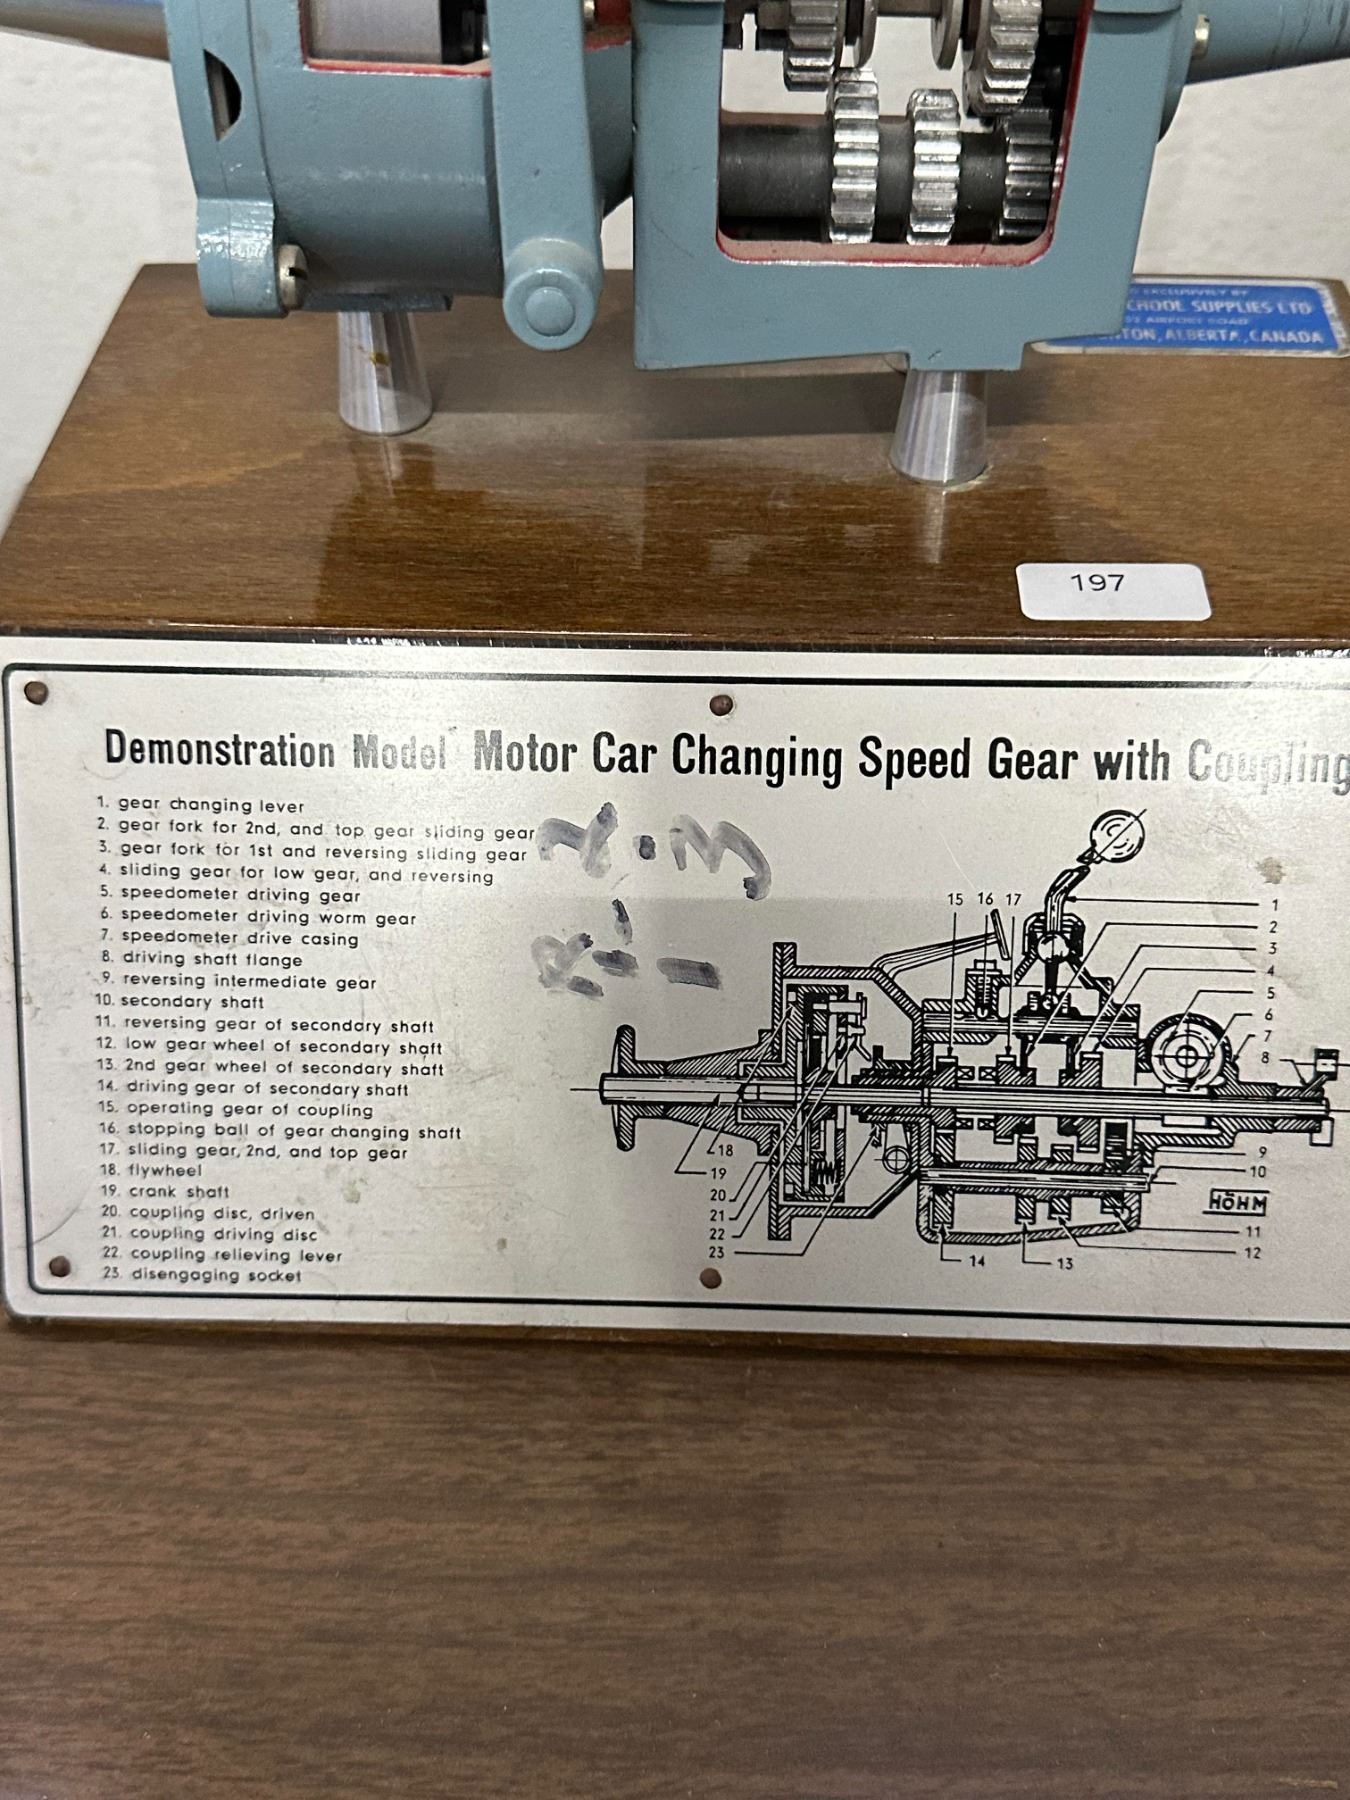 EXCLUSIVELY BY
SCHOOL SUPPLIES LTD
AIRPORT ROAD
ALBERTA, CANADA
197
Demonstration Model Motor Car Changing Speed Gear with Coupling
1. gear changing lever
2. gear fork for 2nd, and top gear sliding gear
3. gear fork for 1st and reversing sliding gear
4. sliding gear for low gear, and reversing
5. speedometer driving gear
6. speedometer driving worm gear
7. speedometer drive casing
8. driving shaft flange
9. reversing intermediate gear
10. secondary shaft
11. reversing gear of secondary shaft
12. low gear wheel of secondary shaft
13. 2nd gear wheel of secondary shaft
14. driving gear of secondary shaft
15. operating gear of coupling
16. stopping ball of gear changing shaft
17. sliding gear, 2nd, and top gear
18. flywheel
19. crank shaft
20. coupling disc, driven
21. coupling driving disc
22. coupling relieving lever
23. disengaging socket
15 16 17
1
2
3
4
5
6
7
8
9
10
11
12
13
14
18
19
20
21
22
23
HÖHM